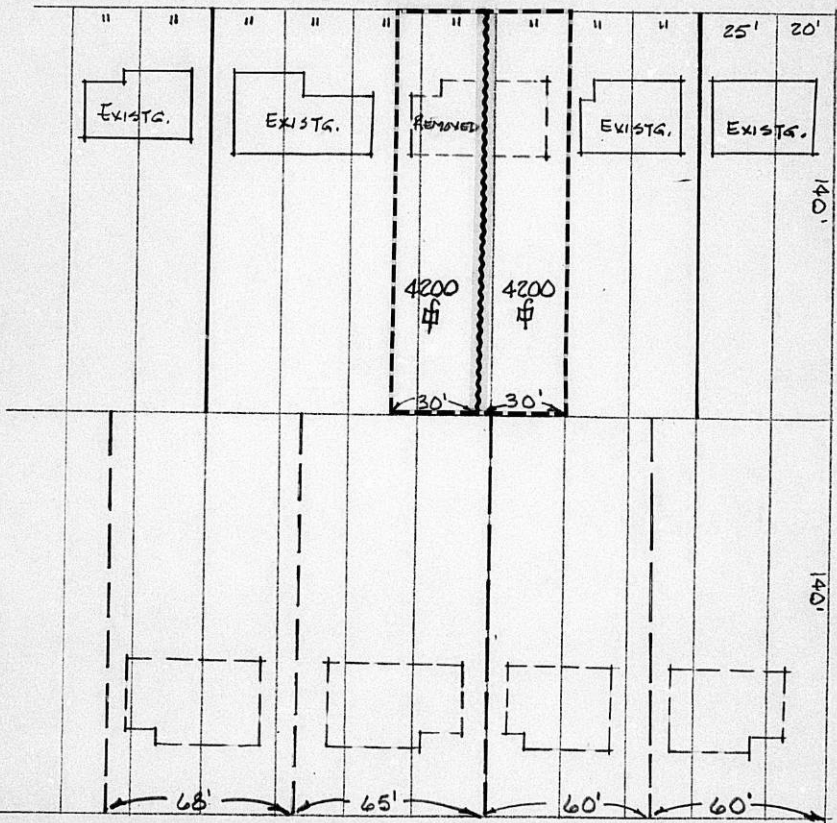 " " " " " " " " " 25' 20'
EXISTG. EXISTG. REMOVED EXISTG. EXISTG.
140'
4200 4200
30' 30'
140'
68' 65' 60' 60'